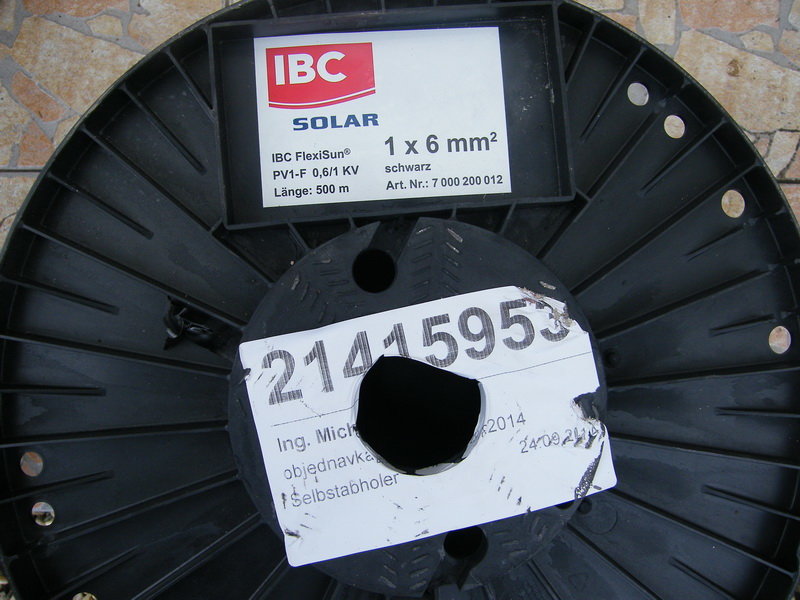 IBC
SOLAR
IBC FlexiSun®
PV1-F 0,6/1 KV
Länge: 500 m
1 x 6 mm²
schwarz
Art. Nr.: 7 000 200 012
21415953
Ing. Mich
2014
objednavka
24.09.2014
Selbstabholer